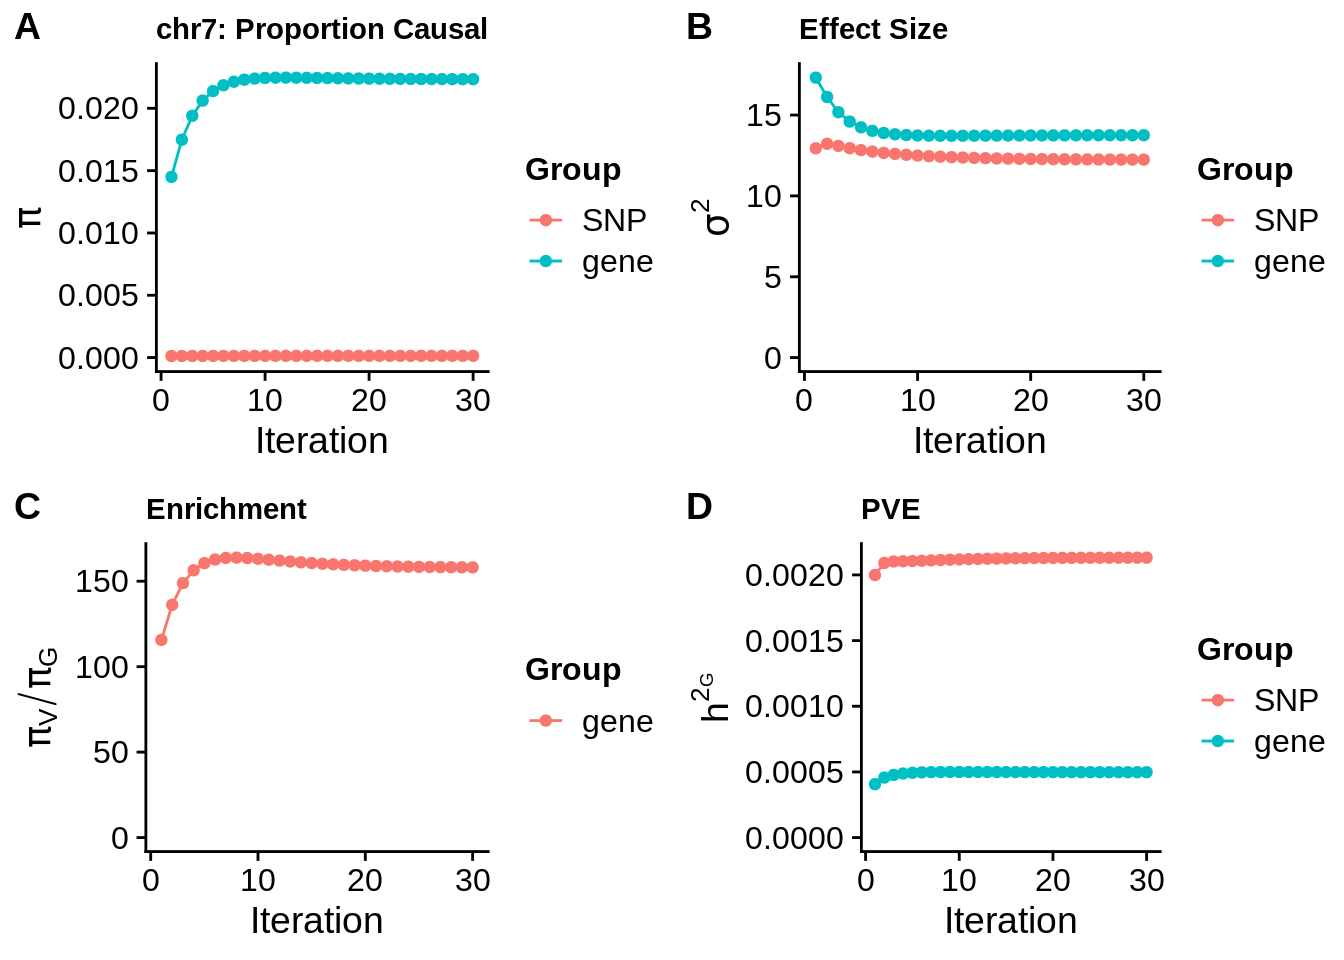 A
chr7: Proportion Causal
π
0.020
0.015
0.010
0.005
0.000
0 10 20 30
Iteration
Group
SNP
gene
B
Effect Size
σ²
15
10
5
0
0 10 20 30
Iteration
Group
SNP
gene
C
Enrichment
πV/πG
150
100
50
0
0 10 20 30
Iteration
Group
gene
D
PVE
h²G
0.0020
0.0015
0.0010
0.0005
0.0000
0 10 20 30
Iteration
Group
SNP
gene